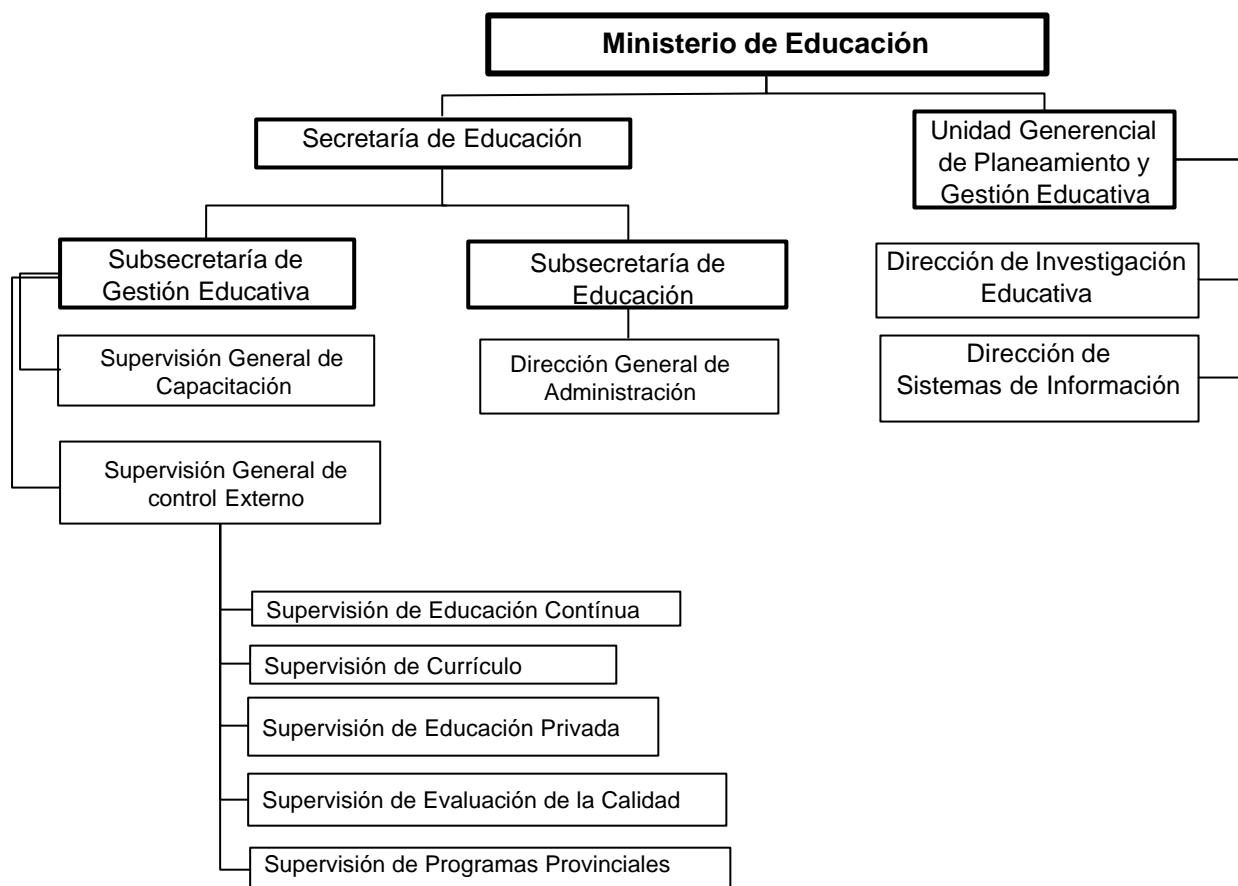 Ministerio de Educación
Secretaría de Educación
Unidad Generencial
de Planeamiento y
Gestión Educativa
Subsecretaría de
Gestión Educativa
Subsecretaría de
Educación
Dirección de Investigación
Educativa
Supervisión General de
Capacitación
Dirección General de
Administración
Dirección de
Sistemas de Información
Supervisión General de
control Externo
Supervisión de Educación Contínua
Supervisión de Currículo
Supervisión de Educación Privada
Supervisión de Evaluación de la Calidad
Supervisión de Programas Provinciales